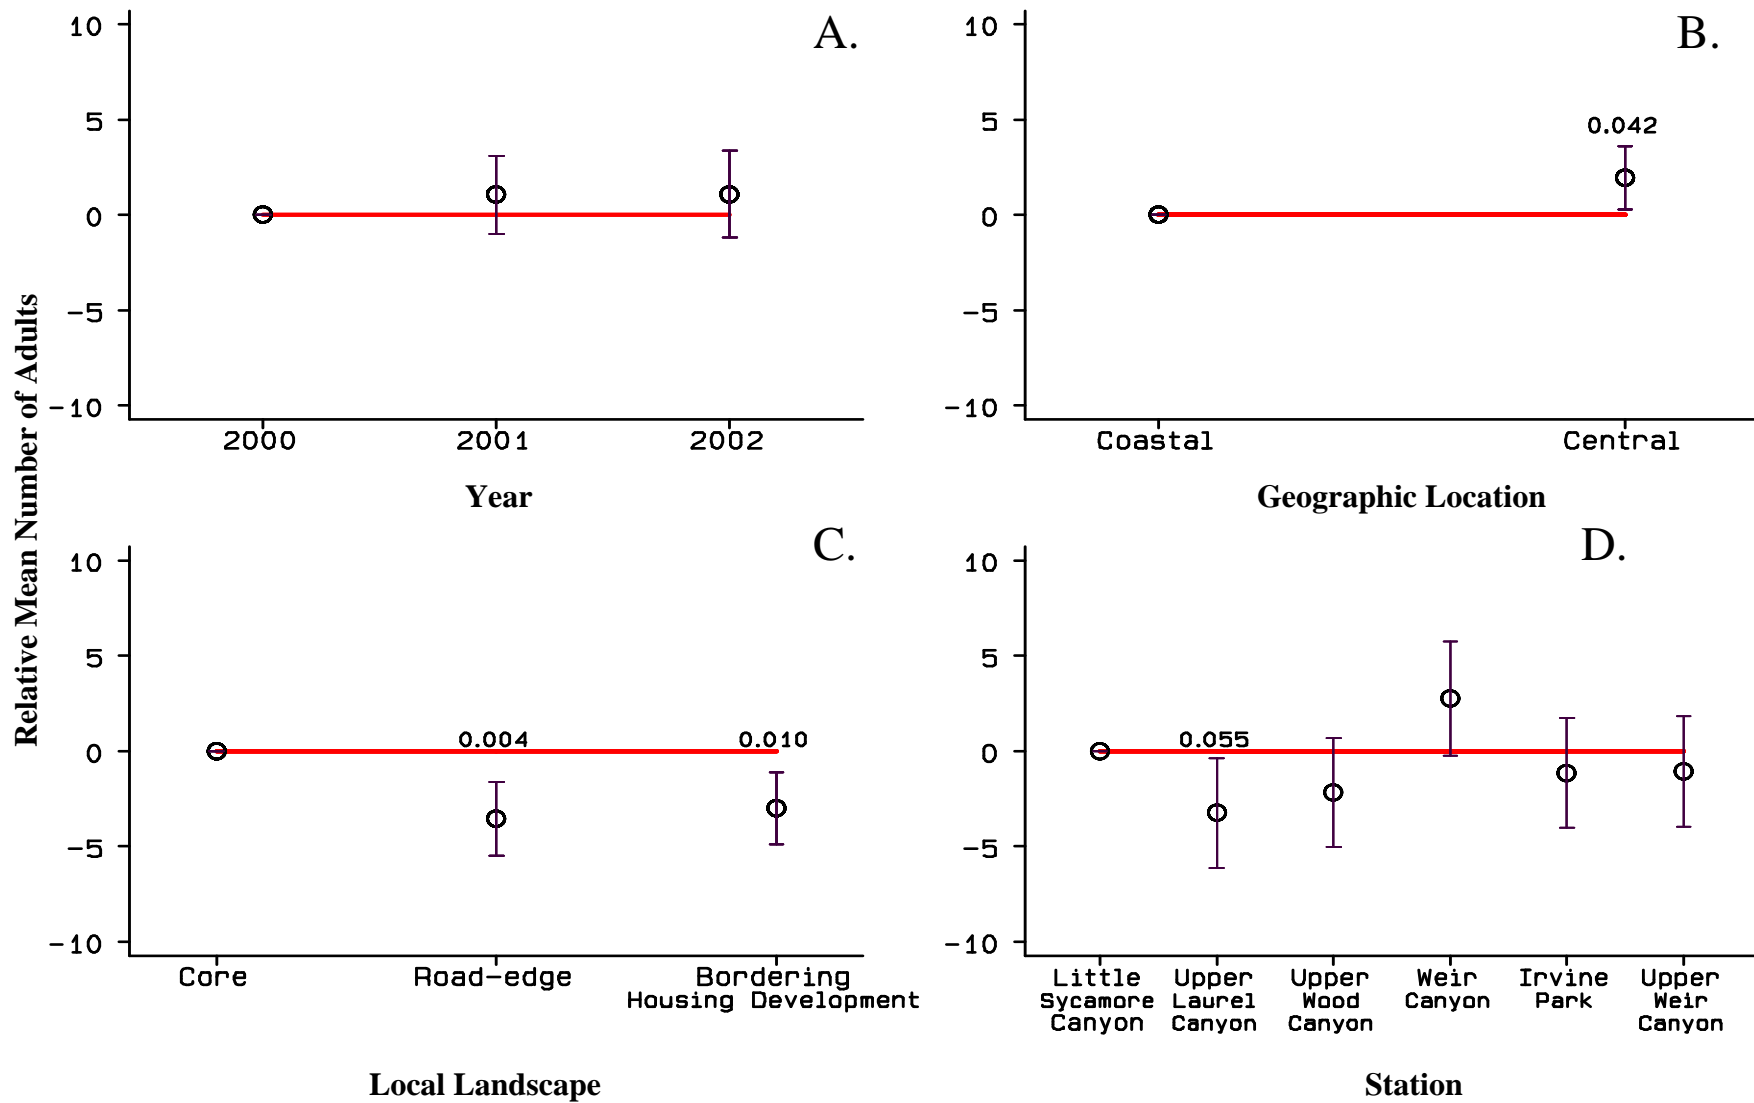 A.
10
5
0
−5
−10
2000 2001 2002
Year
B.
10
5
0
−5
−10
0.042
Coastal Central
Geographic Location
Relative Mean Number of Adults
C.
10
5
0
−5
−10
0.004 0.010
Core Road-edge Bordering
Housing Development
Local Landscape
D.
10
5
0
−5
−10
0.055
Little Upper Upper Weir Irvine Upper
Sycamore Laurel Wood Canyon Park Weir
Canyon Canyon Canyon Canyon
Station